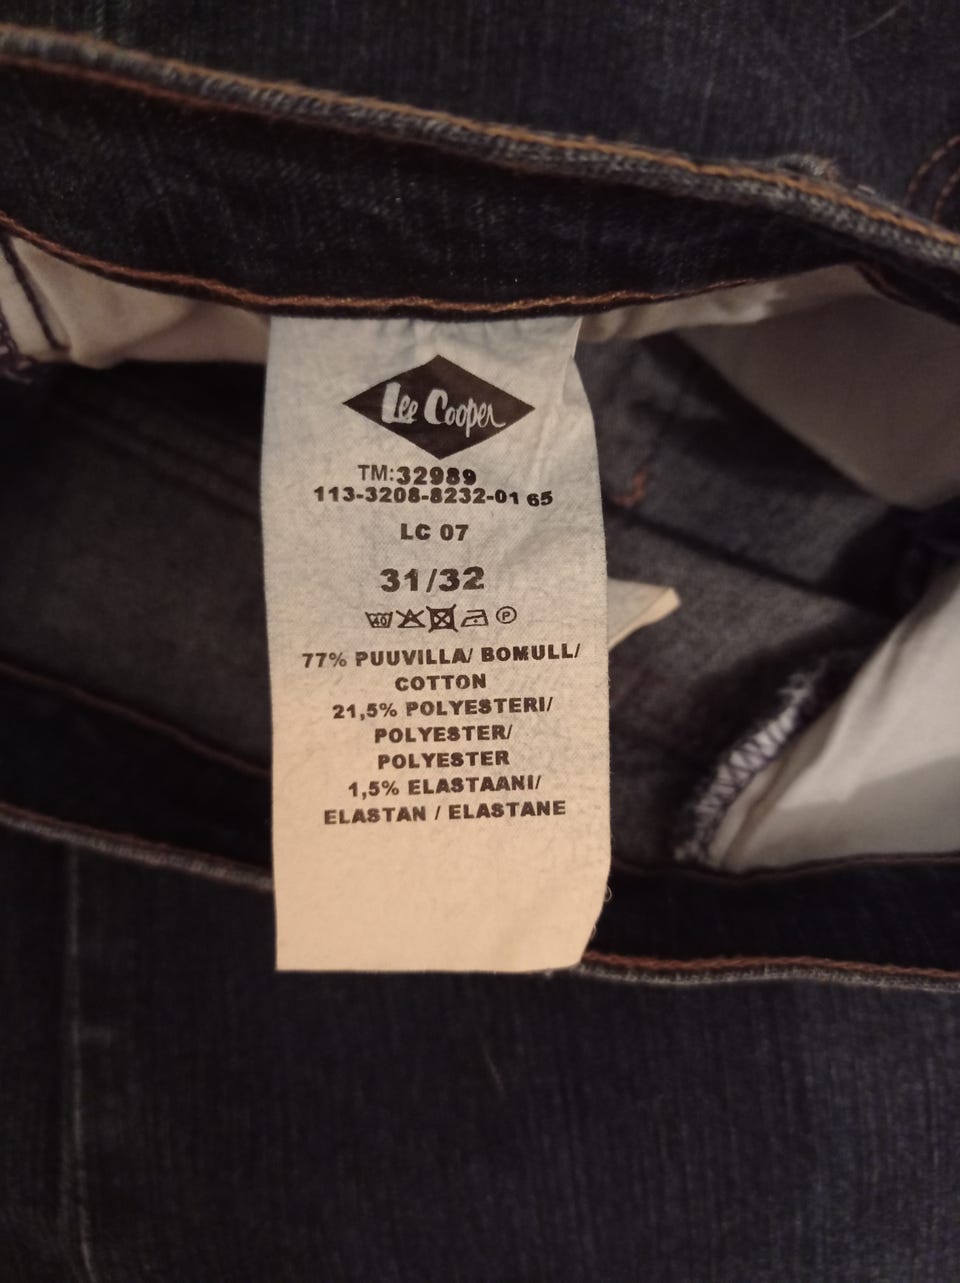 Lee Cooper
TM:32989
113-3208-8232-01 65
LC 07
31/32
40 P
77% PUUVILLA/ BOMULL/
COTTON
21,5% POLYESTERI/
POLYESTER/
POLYESTER
1,5% ELASTAANI/
ELASTAN / ELASTANE